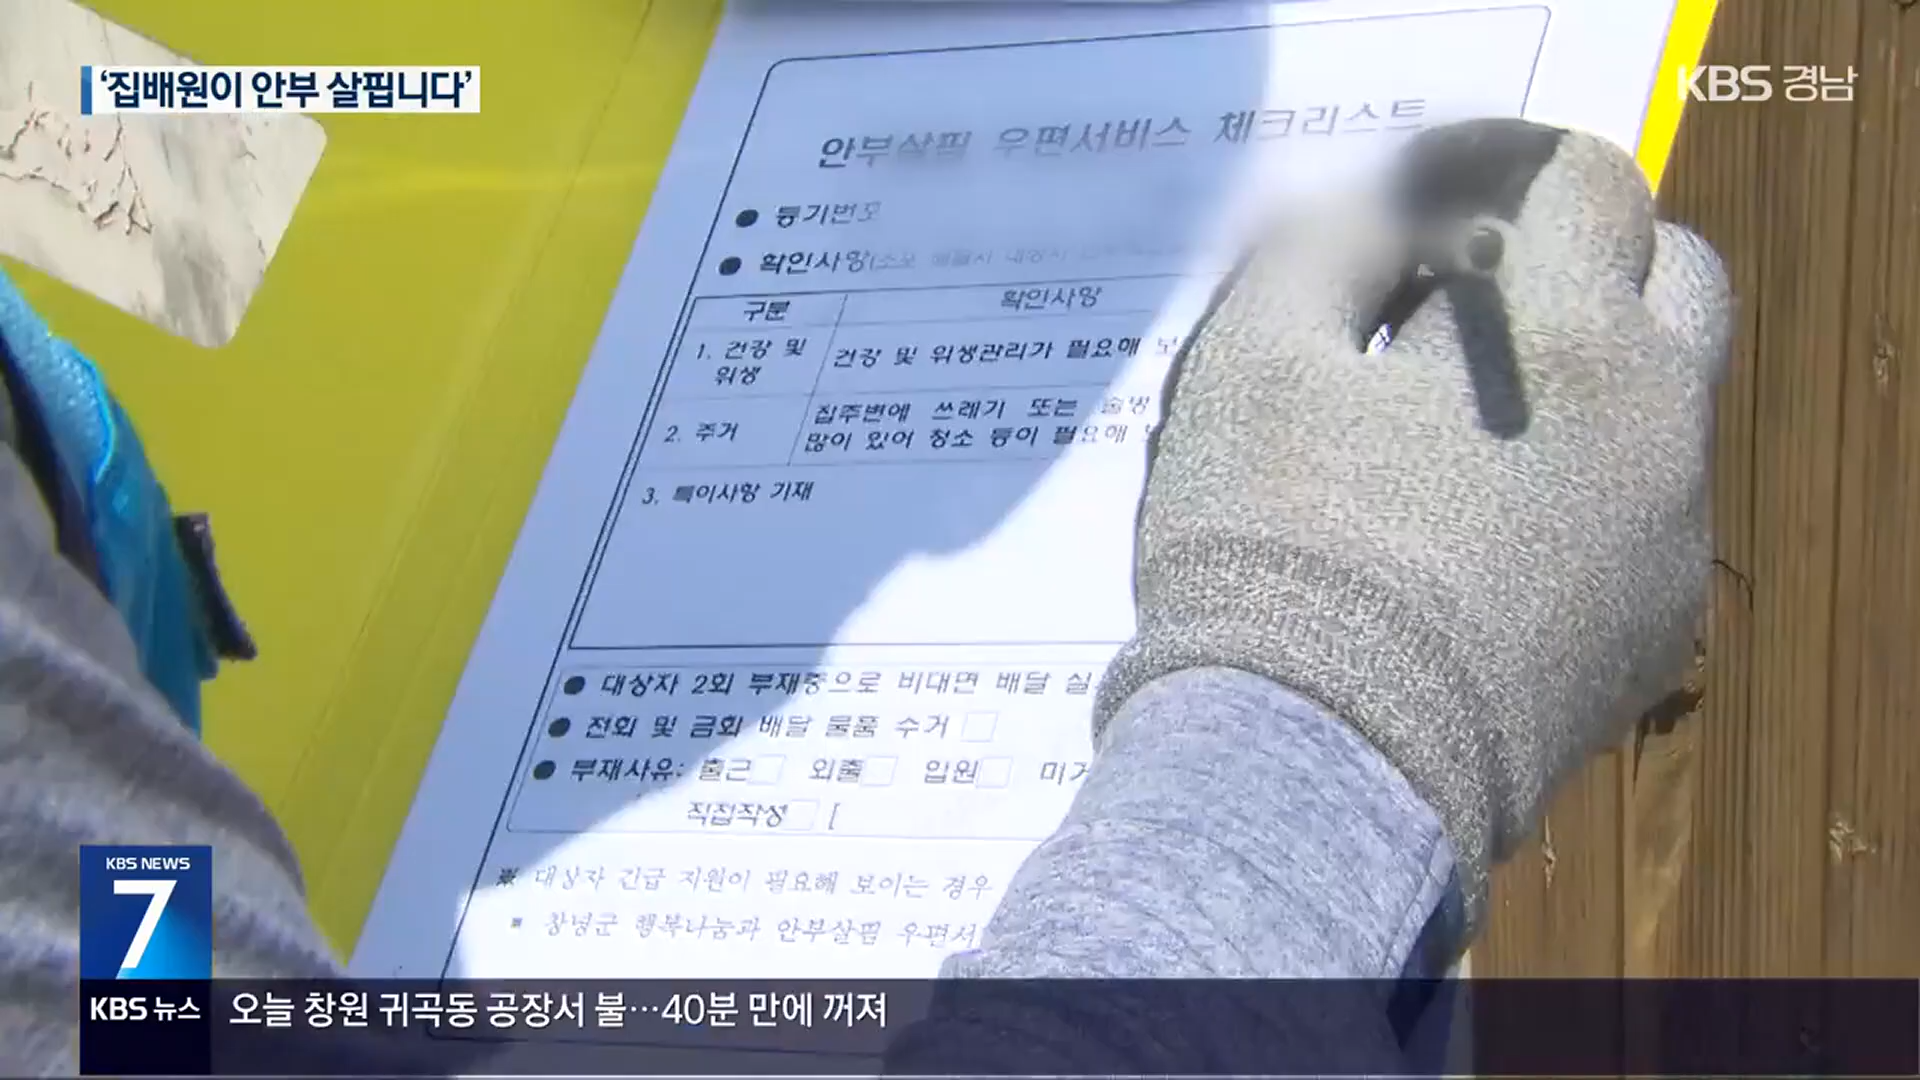 ‘집배원이 안부 살핍니다’
KBS 경남
안부살핌 우편서비스 체크리스트
● 등기번호
● 확인사항
구분 확인사항
1. 건강 및 위생
건강 및 위생관리가 필요해
2. 주거
집주변에 쓰레기 또는
많이 있어 청소 등이 필요해
3. 특이사항 기재
● 대상자 2회 부재중으로 비대면 배달
● 전회 및 금회 배달 물품 수거 □
● 부재사유: 출근□ 외출□ 입원□
직접작성□ [
※ 대상자 긴급 지원이 필요해 보이는 경우
창녕군 행복나눔과 안부살핌
KBS NEWS
7
KBS 뉴스
오늘 창원 귀곡동 공장서 불…40분 만에 꺼져